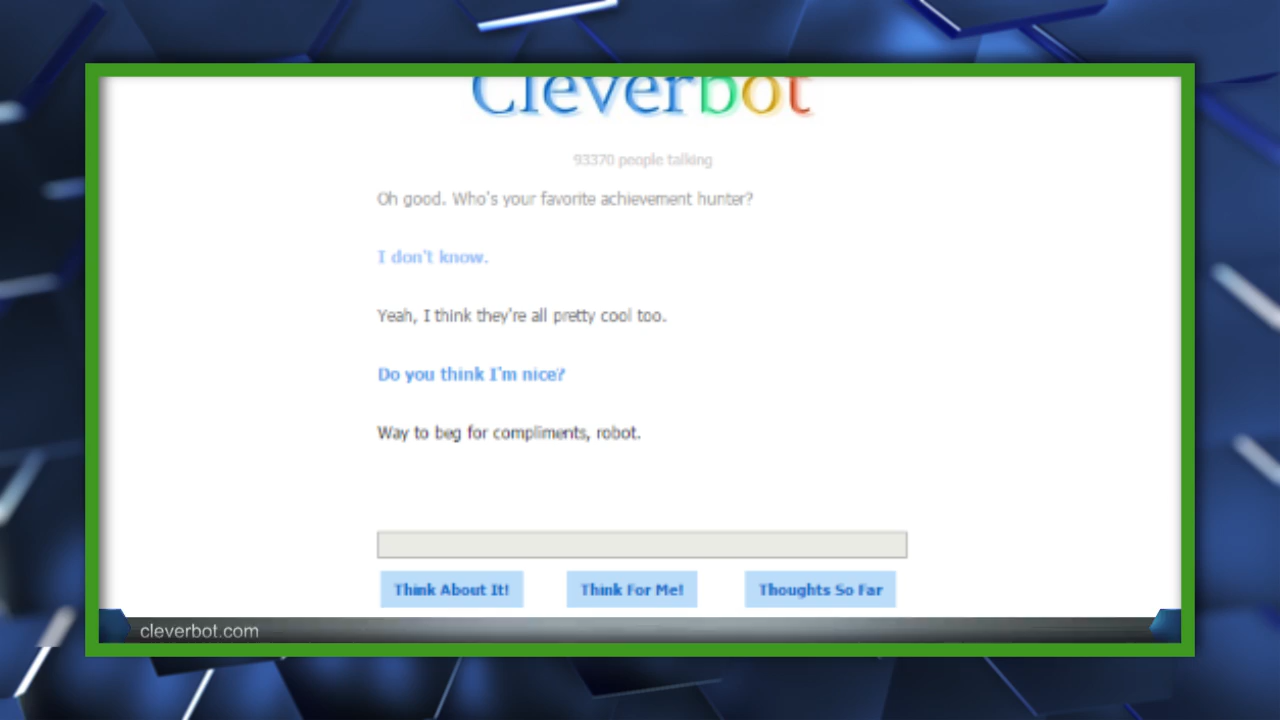 Cleverbot
93370 people talking
Oh good. Who's your favorite achievement hunter?
I don't know.
Yeah, I think they're all pretty cool too.
Do you think I'm nice?
Way to beg for compliments, robot.
Think About It!
Think For Me!
Thoughts So Far
cleverbot.com